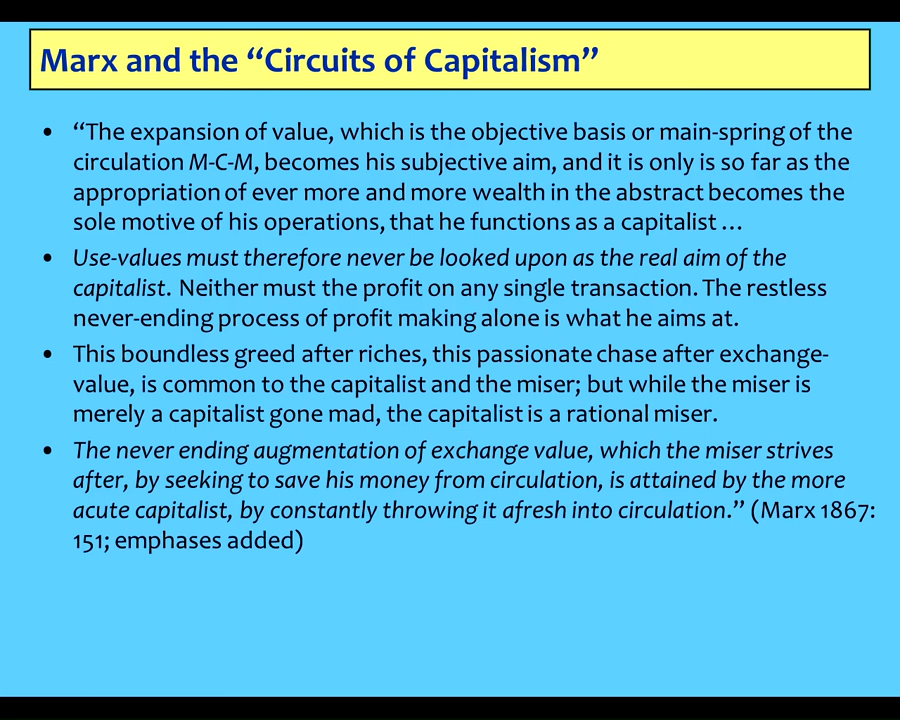 Marx and the “Circuits of Capitalism”
• “The expansion of value, which is the objective basis or main-spring of the
circulation M-C-M, becomes his subjective aim, and it is only is so far as the
appropriation of ever more and more wealth in the abstract becomes the
sole motive of his operations, that he functions as a capitalist …
• Use-values must therefore never be looked upon as the real aim of the
capitalist. Neither must the profit on any single transaction. The restless
never-ending process of profit making alone is what he aims at.
• This boundless greed after riches, this passionate chase after exchange-
value, is common to the capitalist and the miser; but while the miser is
merely a capitalist gone mad, the capitalist is a rational miser.
• The never ending augmentation of exchange value, which the miser strives
after, by seeking to save his money from circulation, is attained by the more
acute capitalist, by constantly throwing it afresh into circulation.” (Marx 1867:
151; emphases added)